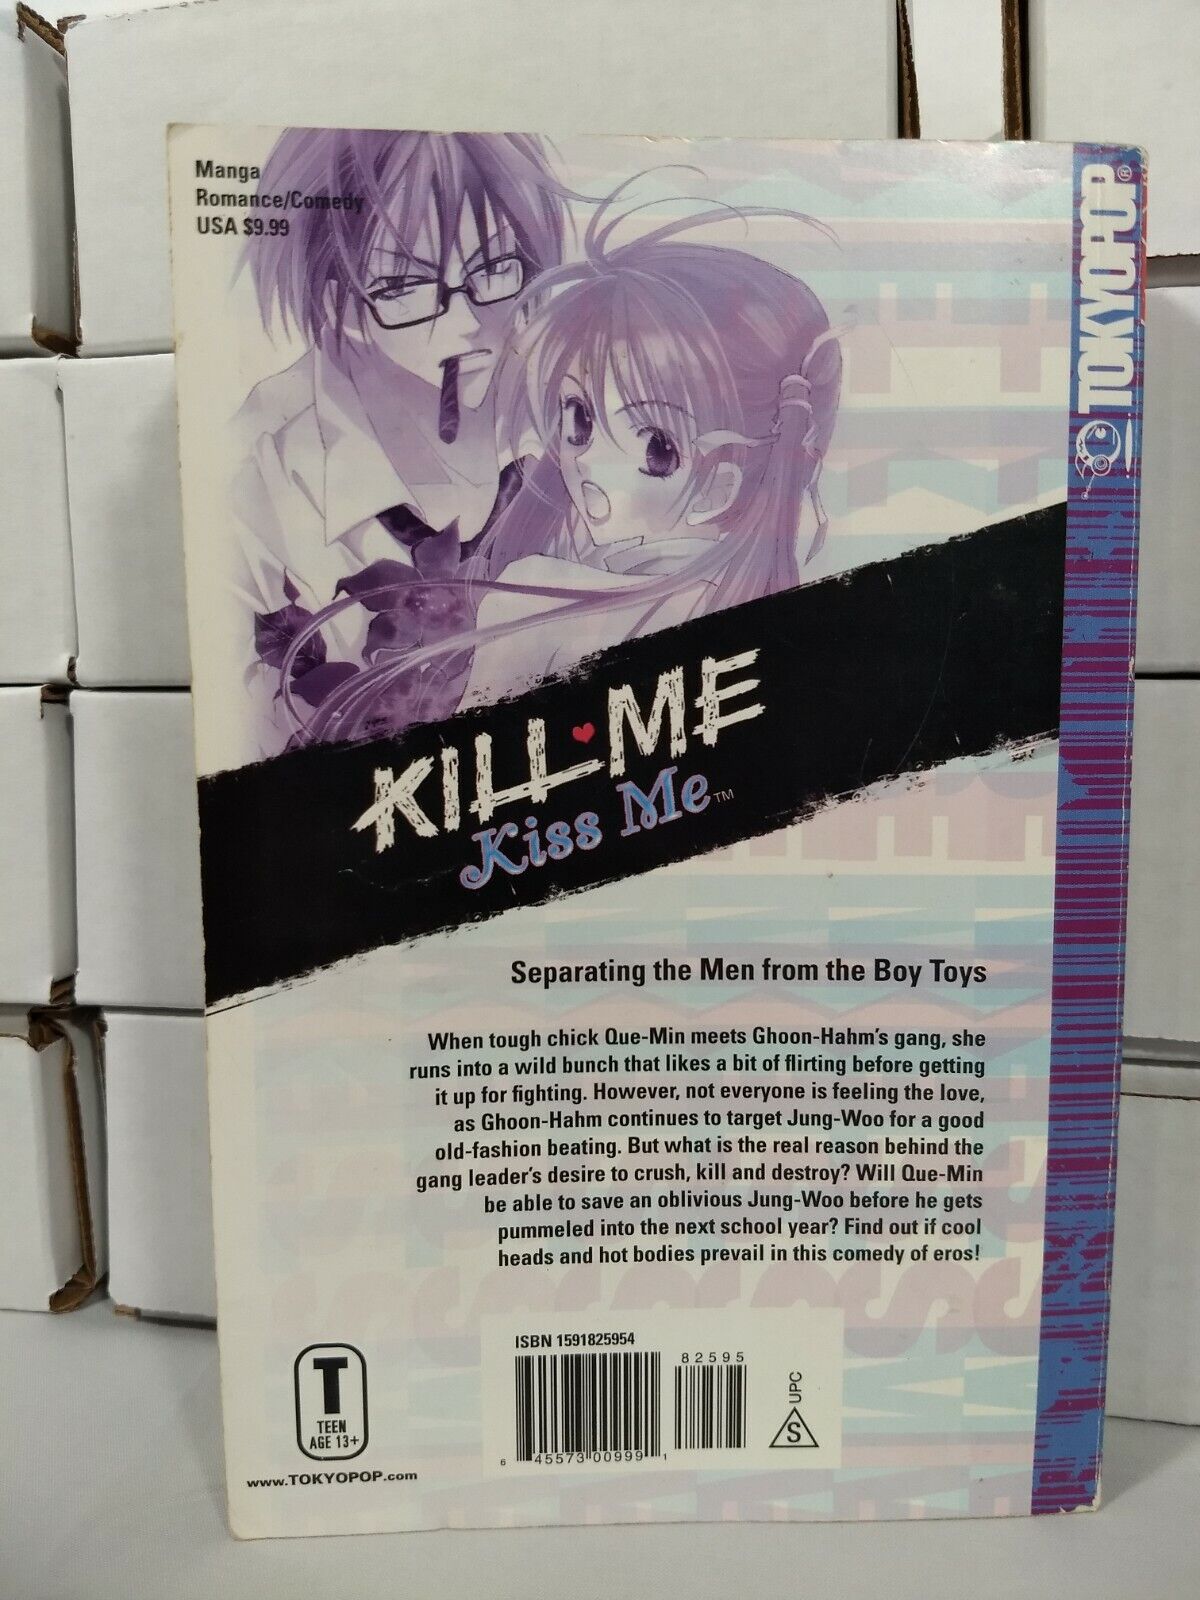 Manga
Romance/Comedy
USA $9.99
TOKYOPOP®
KILL♥ME
Kiss Me™
Separating the Men from the Boy Toys
When tough chick Que-Min meets Ghoon-Hahm's gang, she
runs into a wild bunch that likes a bit of flirting before getting
it up for fighting. However, not everyone is feeling the love,
as Ghoon-Hahm continues to target Jung-Woo for a good
old-fashion beating. But what is the real reason behind the
gang leader's desire to crush, kill and destroy? Will Que-Min
be able to save an oblivious Jung-Woo before he gets
pummeled into the next school year? Find out if cool
heads and hot bodies prevail in this comedy of eros!
T
TEEN
AGE 13+
www.TOKYOPOP.com
ISBN 1591825954
82595
6 45573 00999 1
UPC
S